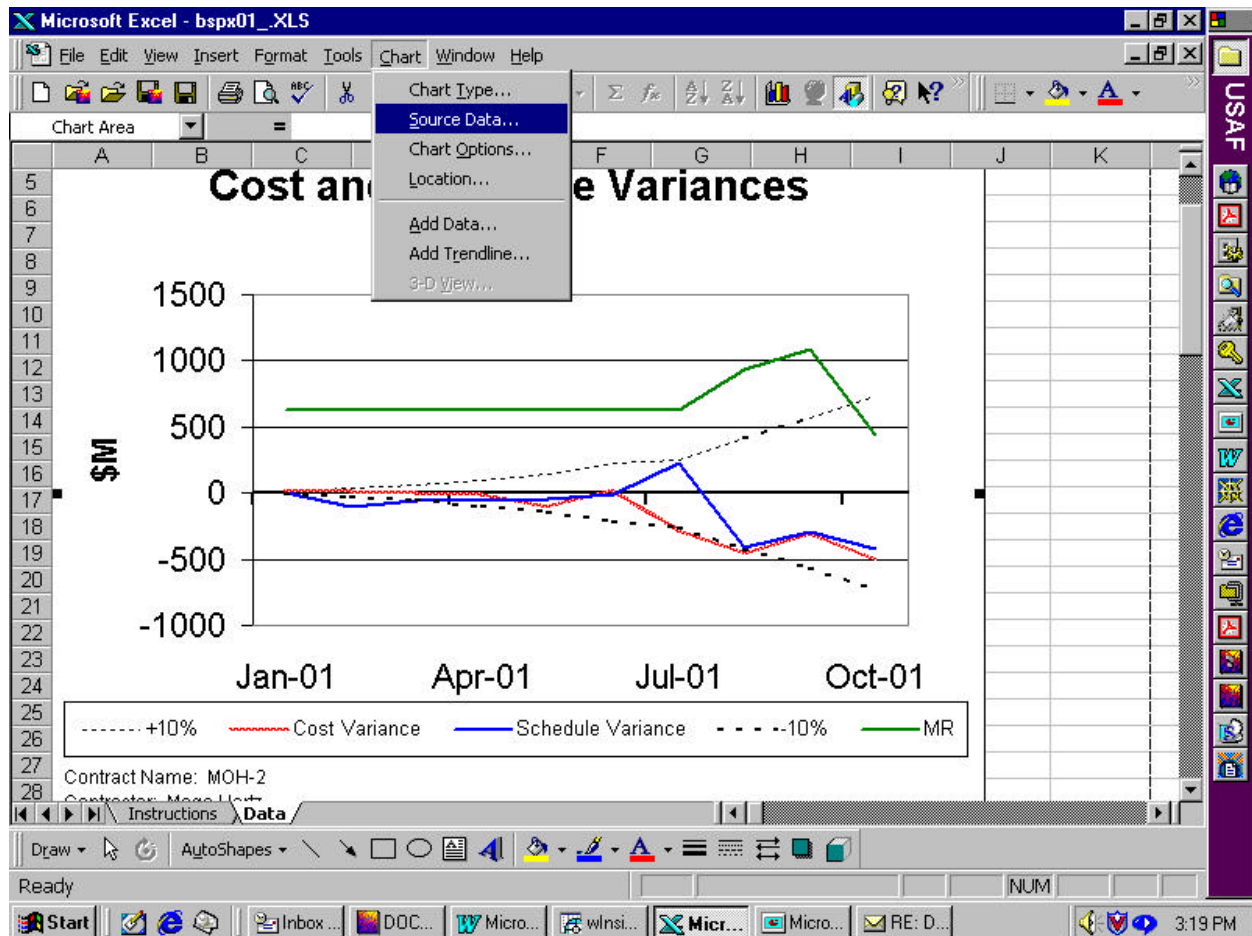 Microsoft Excel - bspx01_.XLS
File Edit View Insert Format Tools Chart Window Help
Chart Area =
Chart Type...
Source Data...
Chart Options...
Location...
Add Data...
Add Trendline...
3-D View...
A B C F G H I J K
5
6
7
8
9
10
11
12
13
14
15
16
17
18
19
20
21
22
23
24
25
26
27
28
Cost an e Variances
$M
1500
1000
500
0
-500
-1000
Jan-01 Apr-01 Jul-01 Oct-01
+10% Cost Variance Schedule Variance -10% MR
Contract Name: MOH-2
Instructions Data
Draw AutoShapes
Ready NUM
Start Inbox ... DOC... Micro... wInsi... Micr... Micro... RE: D... 3:19 PM
USAF